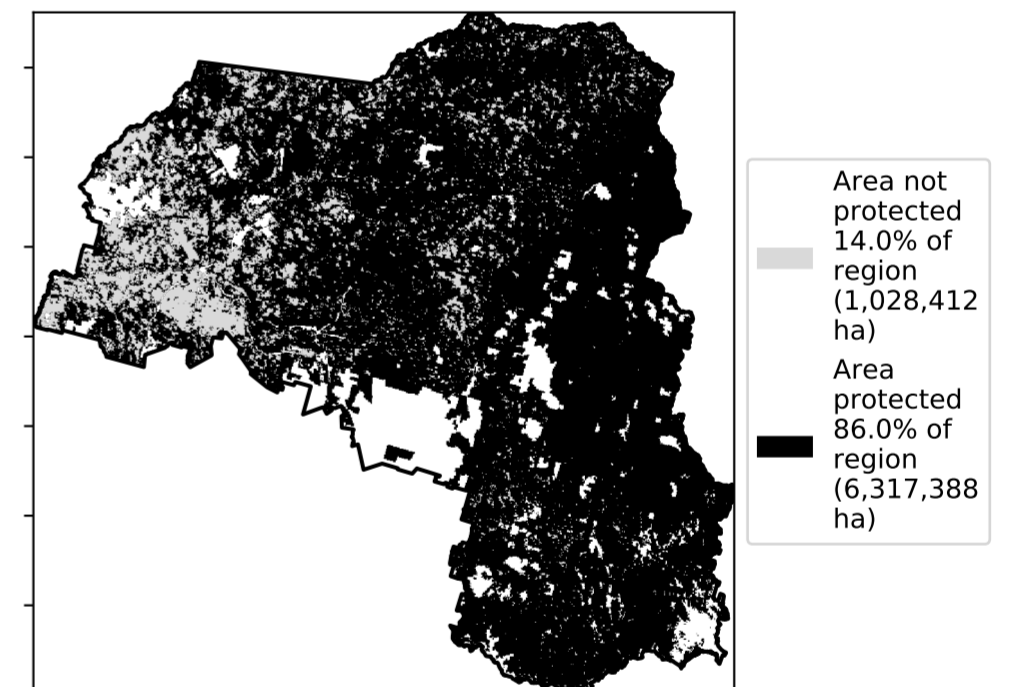 Area not
protected
14.0% of
region
(1,028,412
ha)
Area
protected
86.0% of
region
(6,317,388
ha)